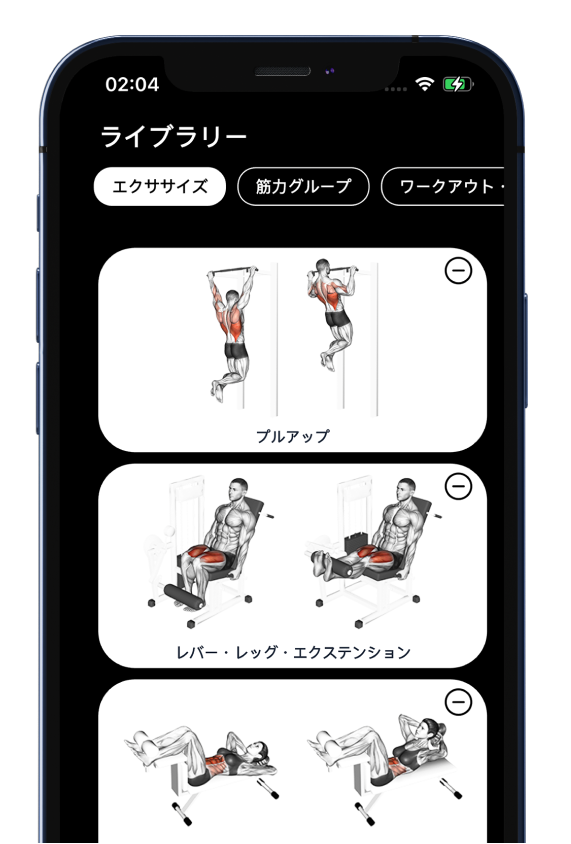 02:04
ライブラリー
エクササイズ
筋力グループ
ワークアウト・
プルアップ
レバー・レッグ・エクステンション